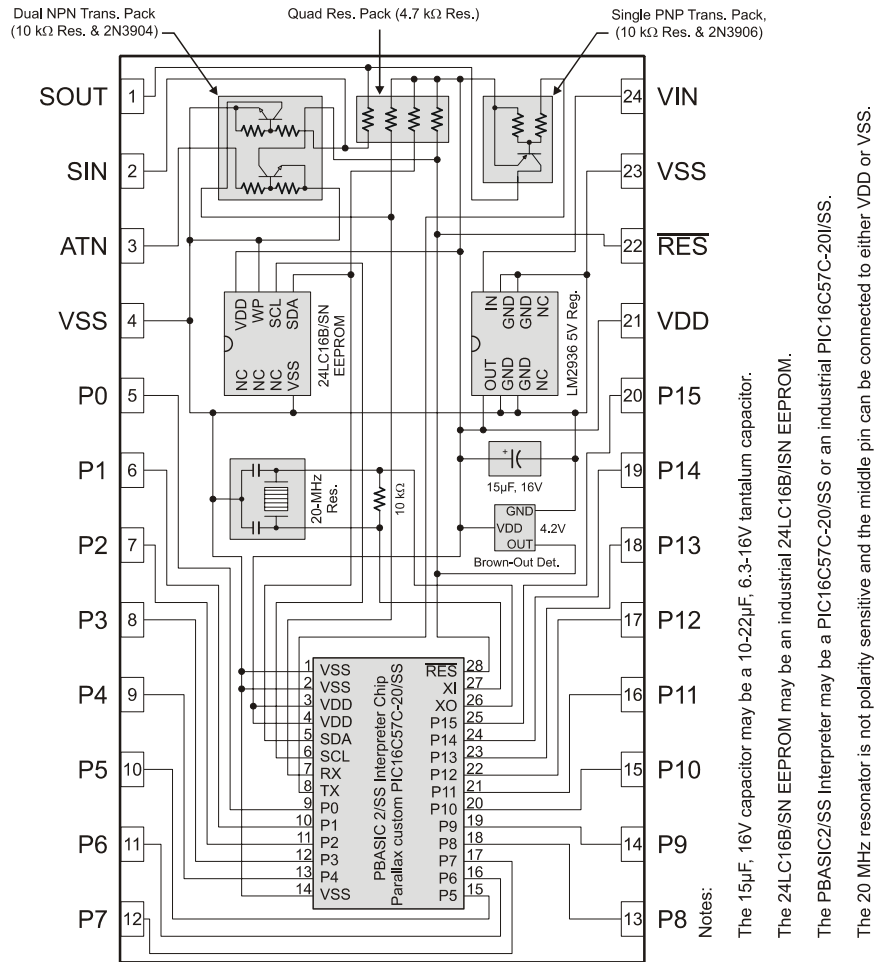 Dual NPN Trans. Pack
(10 kΩ Res. & 2N3904)
Quad Res. Pack (4.7 kΩ Res.)
Single PNP Trans. Pack,
(10 kΩ Res. & 2N3906)
SOUT
1
SIN
2
ATN
3
VSS
4
P0
5
P1
6
P2
7
P3
8
P4
9
P5
10
P6
11
P7
12
24
VIN
23
VSS
22
RES
21
VDD
20
P15
19
P14
18
P13
17
P12
16
P11
15
P10
14
P9
13
P8
VDD
WP
SCL
SDA
NC
NC
NC
VSS
24LC16B/SN
EEPROM
IN
GND
GND
NC
OUT
GND
GND
NC
LM2936 5V Reg.
20-MHz
Res.
10 kΩ
+
15µF, 16V
GND
VDD
OUT
4.2V
Brown-Out Det.
1 VSS
2 VSS
3 VDD
4 VDD
5 SDA
6 SCL
7 RX
8 TX
9 P0
10 P1
11 P2
12 P3
13 P4
14 VSS
PBASIC 2/SS Interpreter Chip
Parallax custom PIC16C57C-20/SS
RES 28
XI 27
XO 26
P15 25
P14 24
P13 23
P12 22
P11 21
P10 20
P9 19
P8 18
P7 17
P6 16
P5 15
Notes:
The 15µF, 16V capacitor may be a 10-22µF, 6.3-16V tantalum capacitor.
The 24LC16B/SN EEPROM may be an industrial 24LC16B/ISN EEPROM.
The PBASIC2/SS Interpreter may be a PIC16C57C-20/SS or an industrial PIC16C57C-20I/SS.
The 20 MHz resonator is not polarity sensitive and the middle pin can be connected to either VDD or VSS.